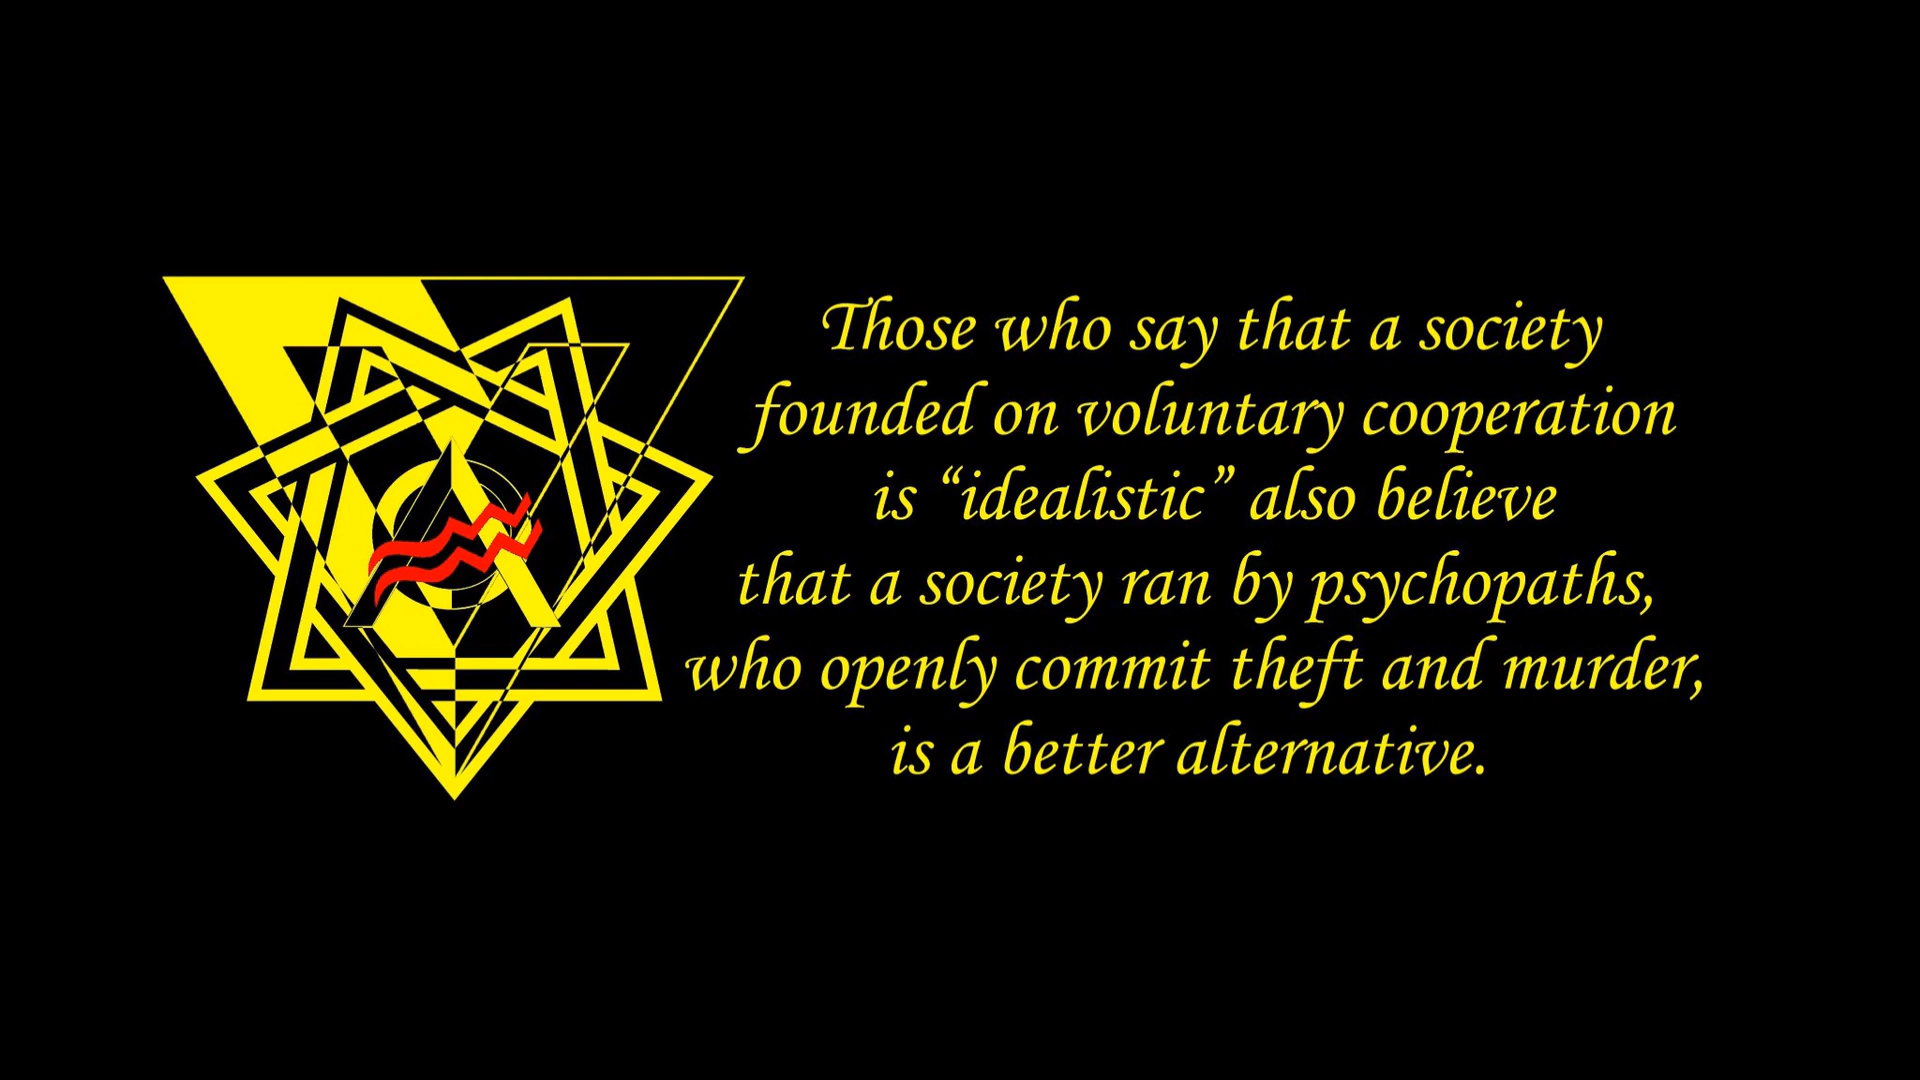 Those who say that a society
founded on voluntary cooperation
is “idealistic” also believe
that a society ran by psychopaths,
who openly commit theft and murder,
is a better alternative.